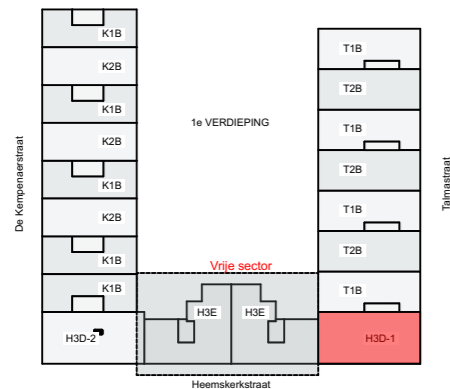 K1B
K2B
K1B
K2B
K1B
K2B
K1B
K1B
H3D-2
De Kempenaerstraat
1e VERDIEPING
Vrije sector
H3E
H3E
Heemskerkstraat
T1B
T2B
T1B
T2B
T1B
T2B
T1B
H3D-1
Talmastraat